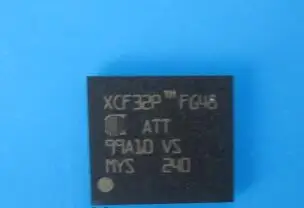 XCF32P™ FG48
ATT
99A10 VS
MYS 240